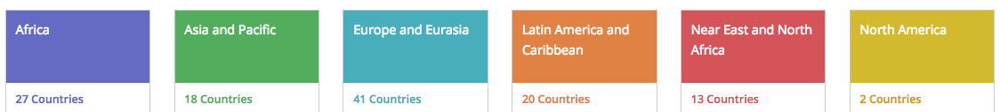 Africa
27 Countries
Asia and Pacific
18 Countries
Europe and Eurasia
41 Countries
Latin America and
Caribbean
20 Countries
Near East and North
Africa
13 Countries
North America
2 Countries